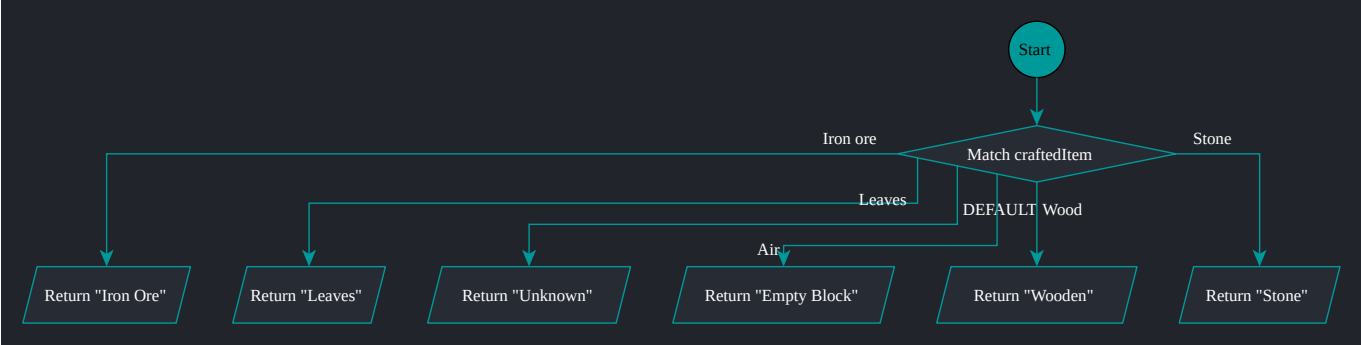 Start
Iron ore
Stone
Match craftedItem
Leaves
DEFAULT
Wood
Air
Return "Iron Ore"
Return "Leaves"
Return "Unknown"
Return "Empty Block"
Return "Wooden"
Return "Stone"